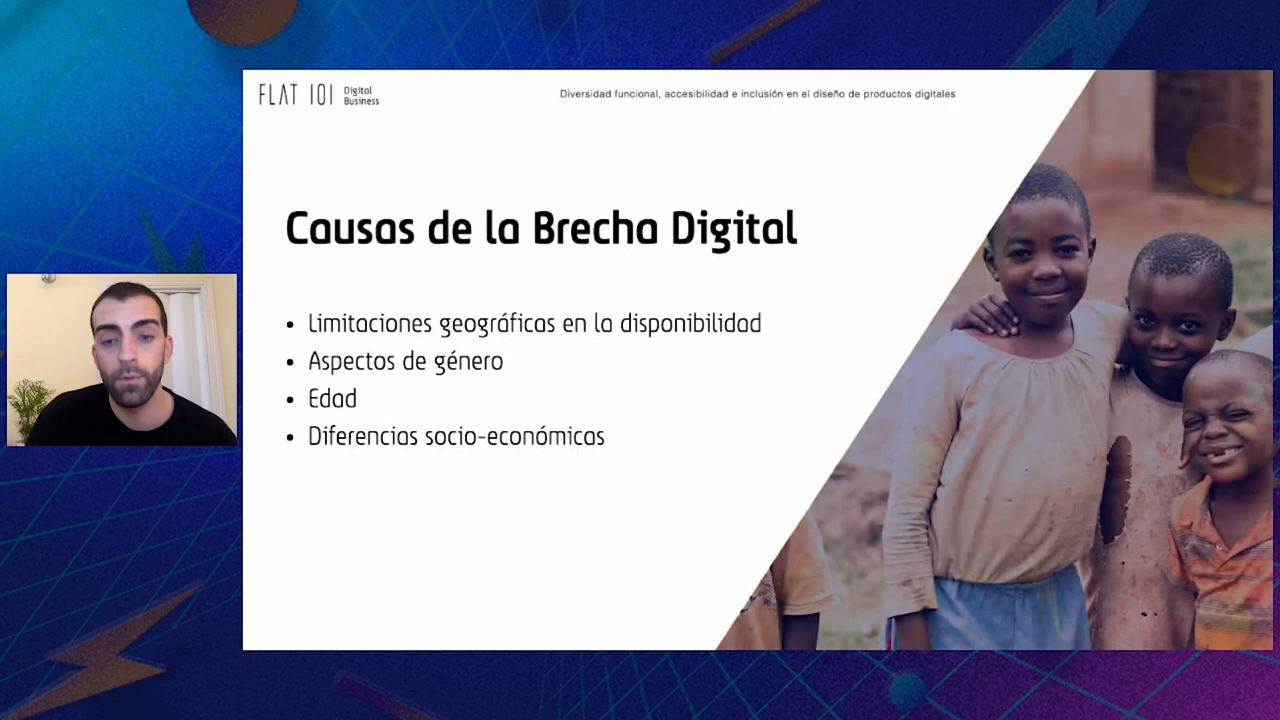 FLAT 101 Digital Business
Diversidad funcional, accesibilidad e inclusión en el diseño de productos digitales
Causas de la Brecha Digital
• Limitaciones geográficas en la disponibilidad
• Aspectos de género
• Edad
• Diferencias socio-económicas